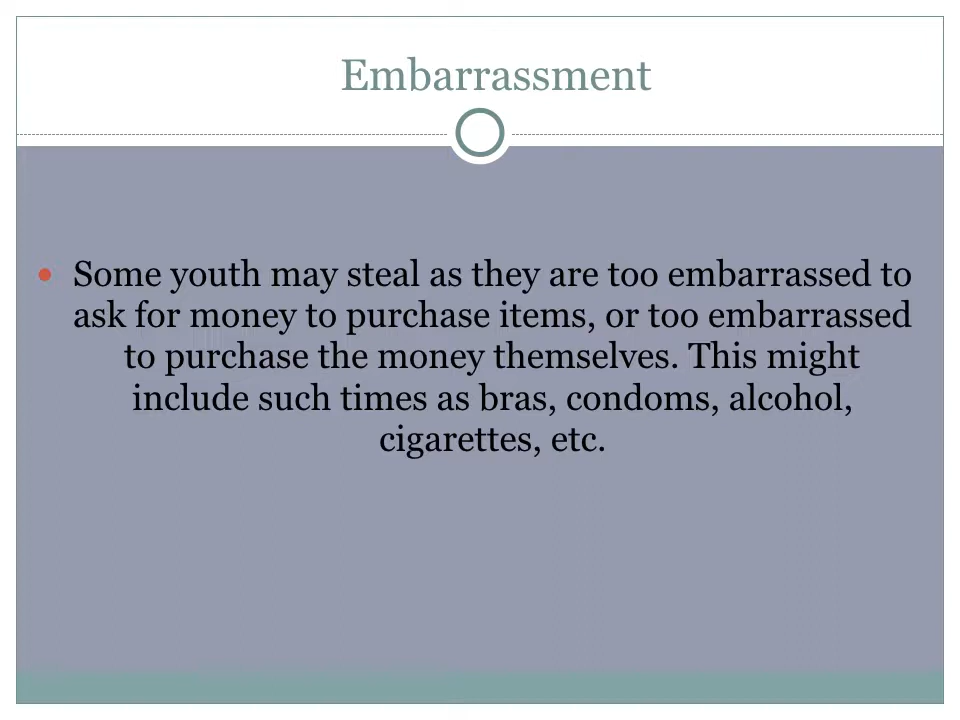 Embarrassment
Some youth may steal as they are too embarrassed to
ask for money to purchase items, or too embarrassed
to purchase the money themselves. This might
include such times as bras, condoms, alcohol,
cigarettes, etc.